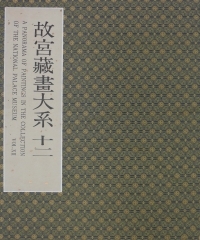 故宮藏畫大系 十二
A PANORAMA OF PAINTINGS IN THE COLLECTION
OF THE NATIONAL PALACE MUSEUM
VOL. XII